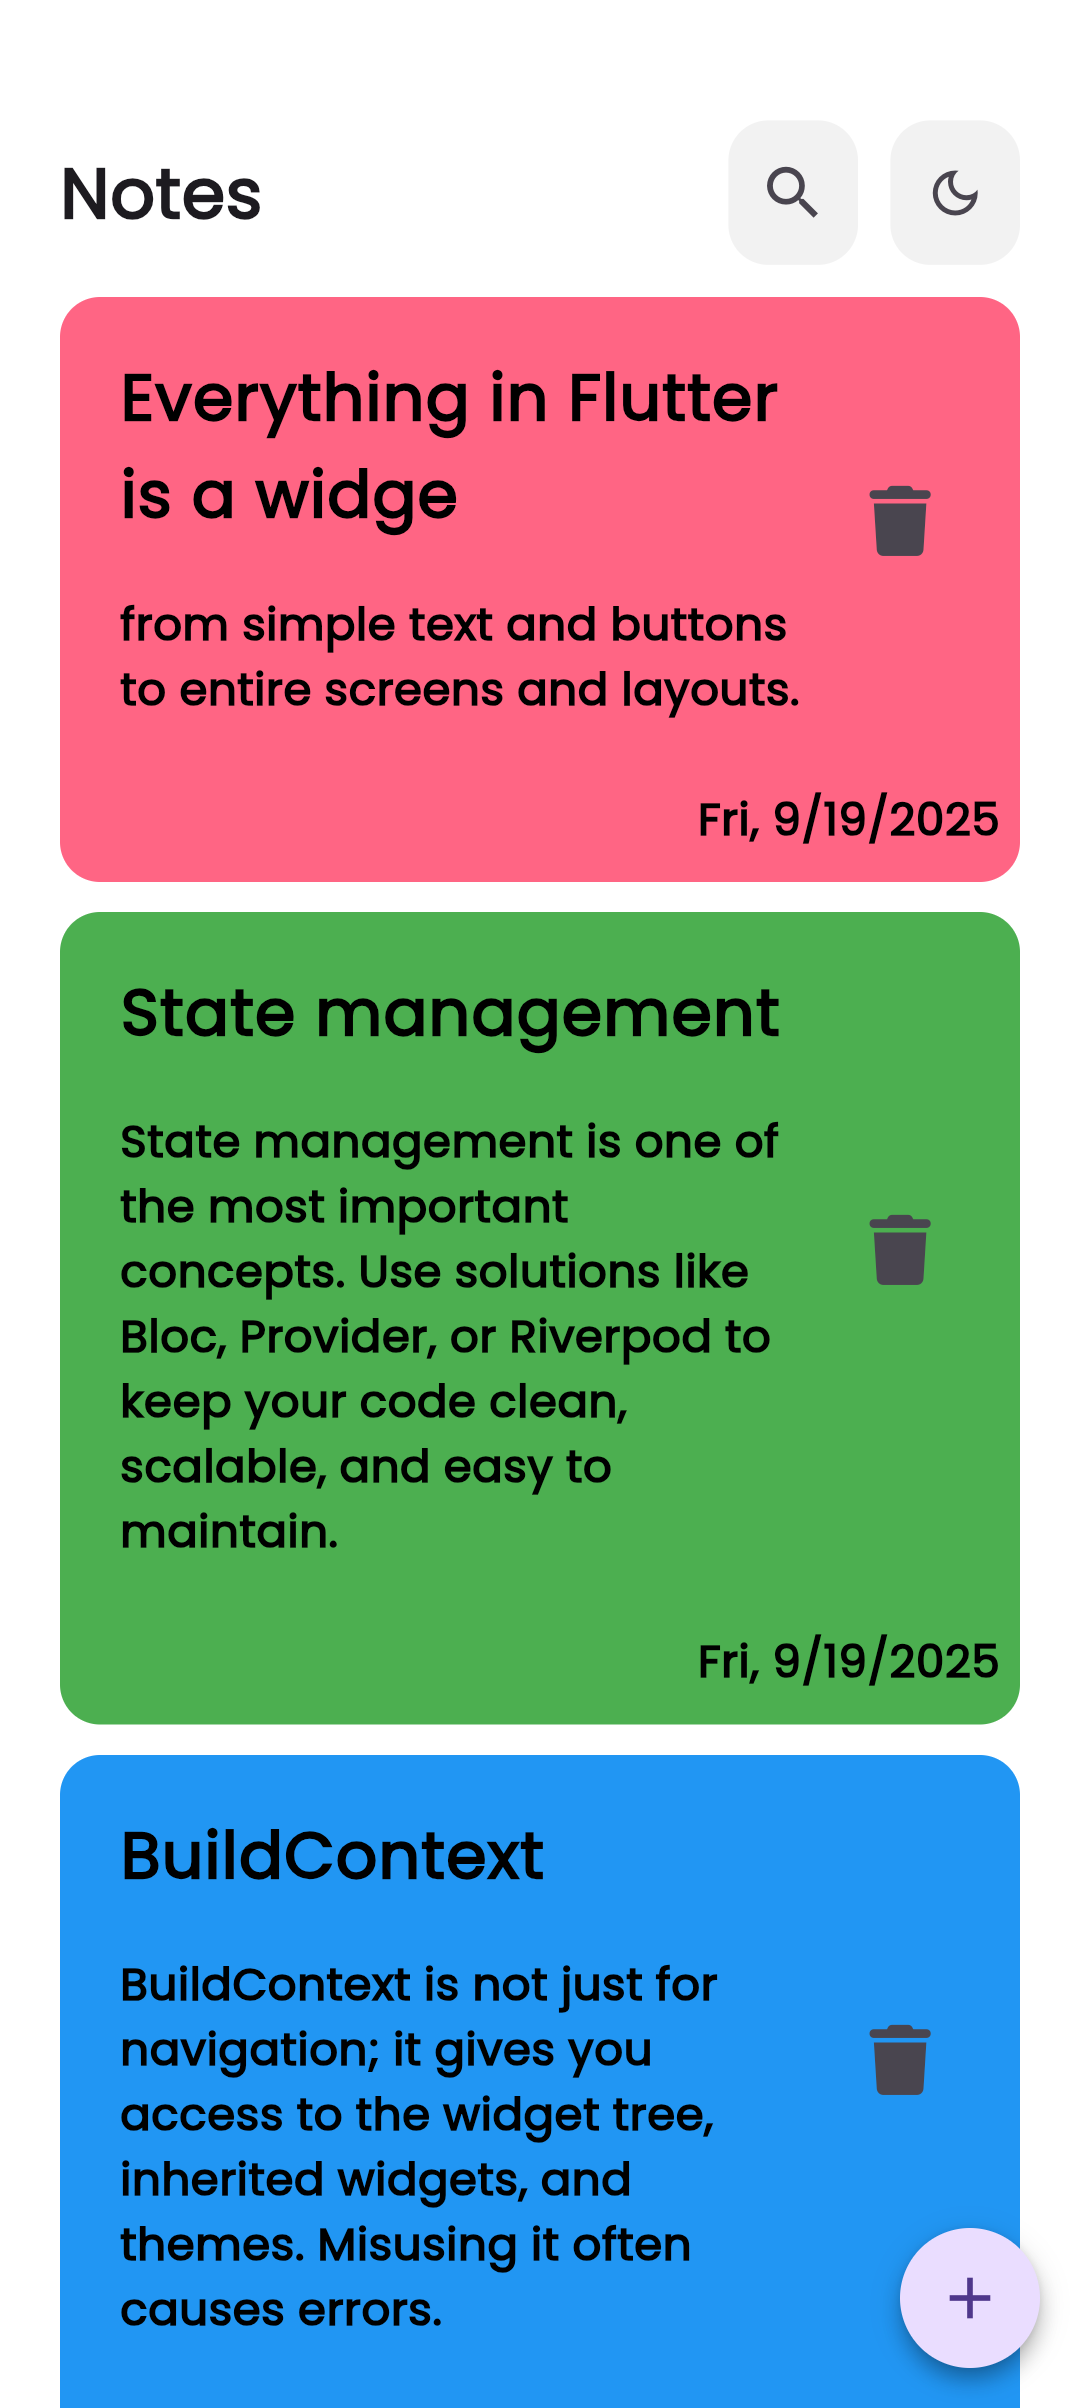 Notes
Everything in Flutter
is a widge
from simple text and buttons
to entire screens and layouts.
Fri, 9/19/2025
State management
State management is one of
the most important
concepts. Use solutions like
Bloc, Provider, or Riverpod to
keep your code clean,
scalable, and easy to
maintain.
Fri, 9/19/2025
BuildContext
BuildContext is not just for
navigation; it gives you
access to the widget tree,
inherited widgets, and
themes. Misusing it often
causes errors.